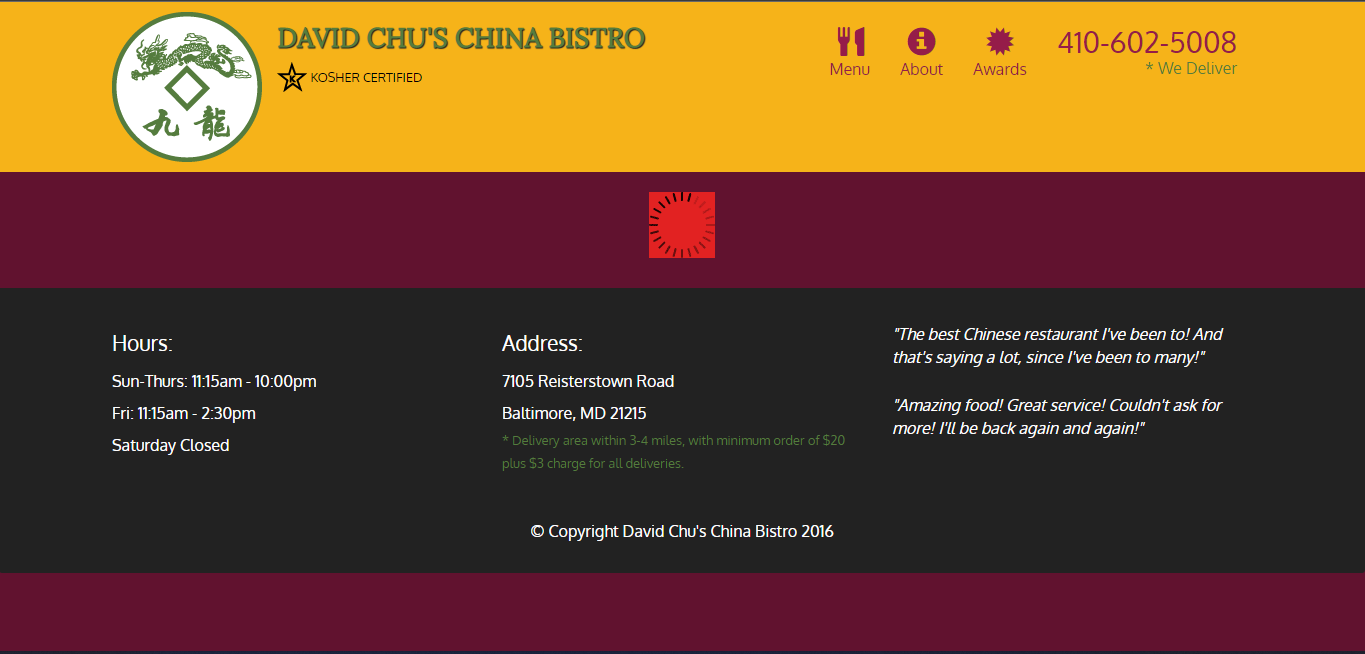 DAVID CHU'S CHINA BISTRO
K
KOSHER CERTIFIED
九 龍
Menu
About
Awards
410-602-5008
* We Deliver
Hours:
Sun-Thurs: 11:15am - 10:00pm
Fri: 11:15am - 2:30pm
Saturday Closed
Address:
7105 Reisterstown Road
Baltimore, MD 21215
* Delivery area within 3-4 miles, with minimum order of $20
plus $3 charge for all deliveries.
"The best Chinese restaurant I've been to! And
that's saying a lot, since I've been to many!"
"Amazing food! Great service! Couldn't ask for
more! I'll be back again and again!"
© Copyright David Chu's China Bistro 2016